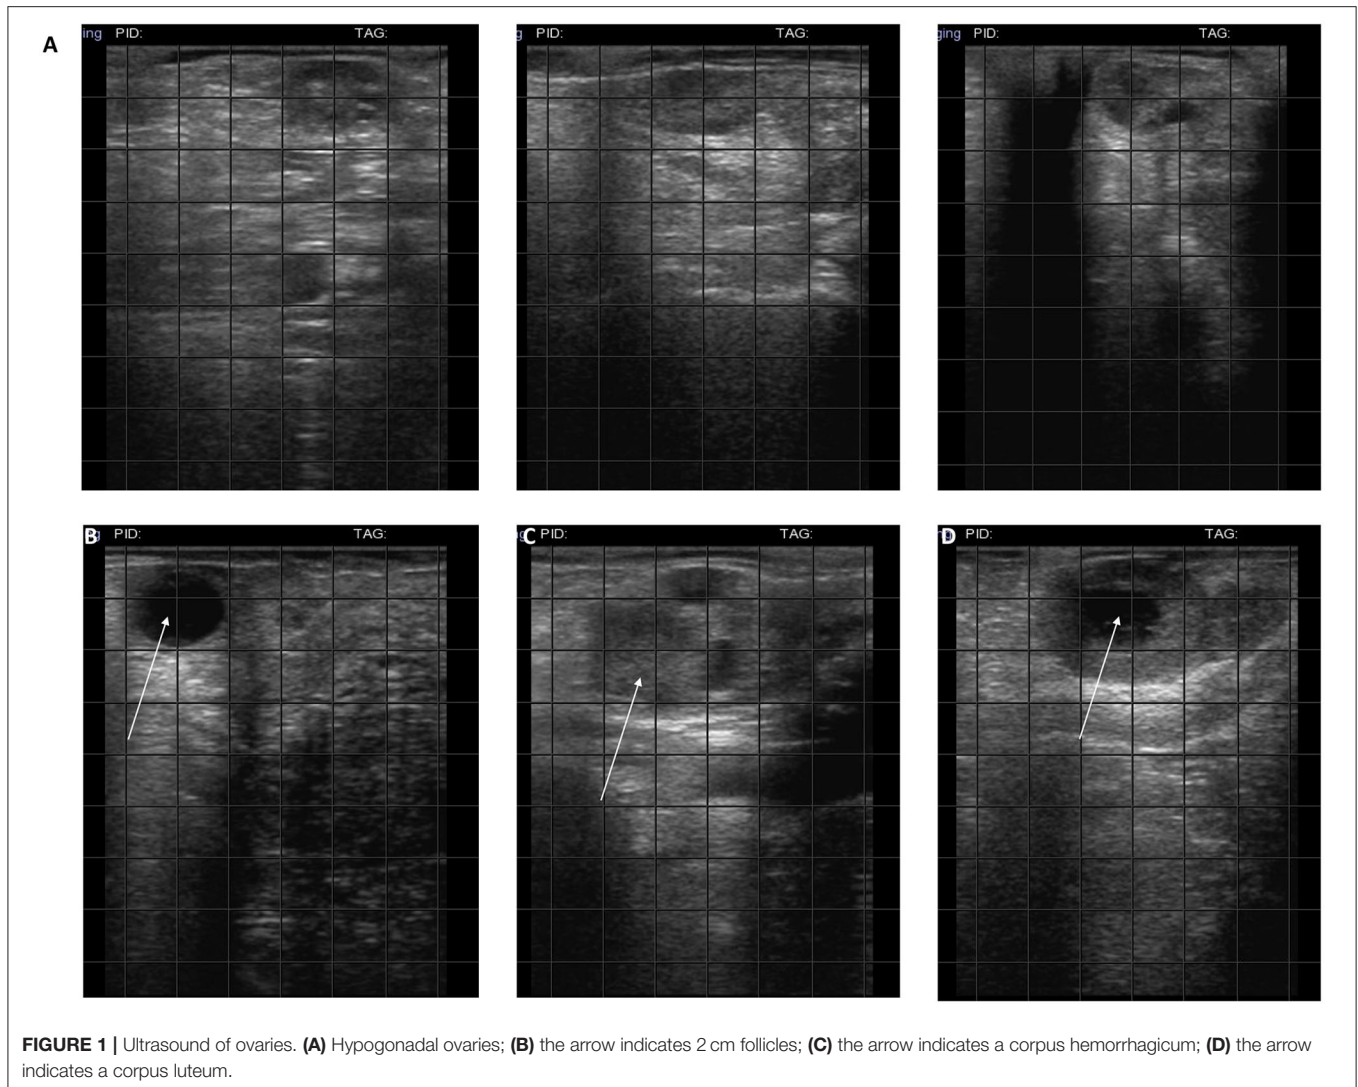 A
ing PID: TAG:
g PID: TAG:
ging PID: TAG:
B g PID: TAG:
C g PID: TAG:
D ng PID: TAG:
FIGURE 1 | Ultrasound of ovaries. (A) Hypogonadal ovaries; (B) the arrow indicates 2 cm follicles; (C) the arrow indicates a corpus hemorrhagicum; (D) the arrow
indicates a corpus luteum.